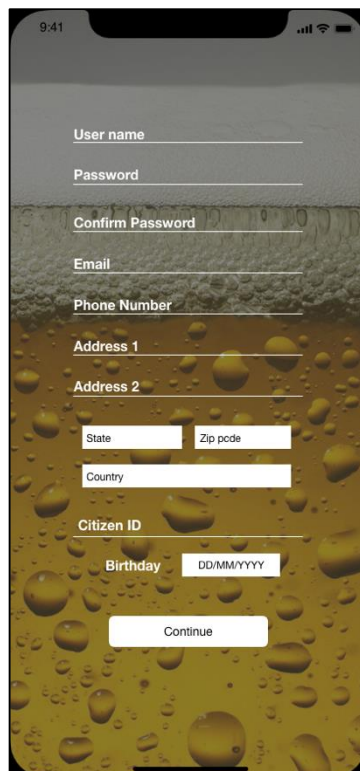 9:41
User name
Password
Confirm Password
Email
Phone Number
Address 1
Address 2
State Zip pcde
Country
Citizen ID
Birthday DD/MM/YYYY
Continue